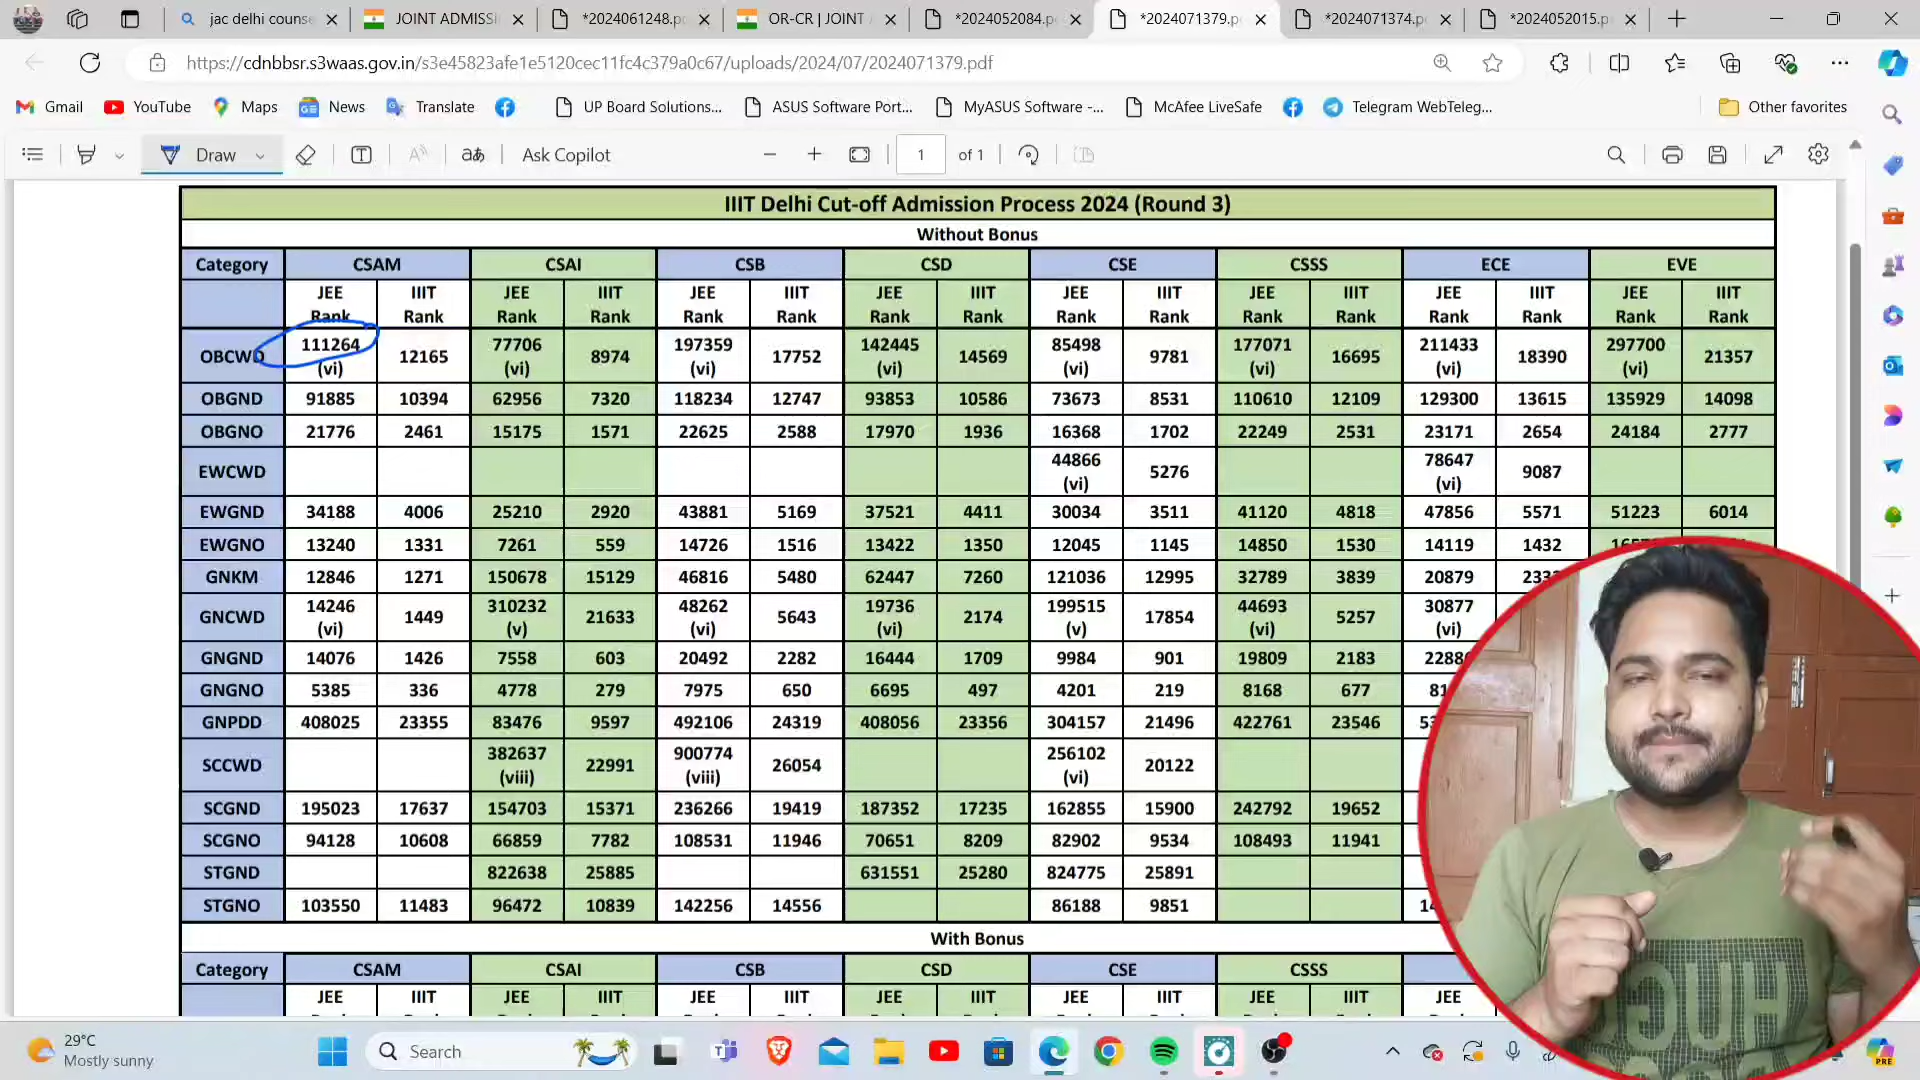 jac delhi counse
JOINT ADMISSI
*2024061248.p
OR-CR | JOINT
*2024052084.p
*2024071379.p
*2024071374.p
*2024052015.p
https://cdnbbsr.s3waas.gov.in/s3e45823afe1e5120cec11fc4c379a0c67/uploads/2024/07/2024071379.pdf
Gmail YouTube Maps News Translate UP Board Solutions... ASUS Software Port... MyASUS Software -... McAfee LiveSafe Telegram WebTeleg... Other favorites
Draw Ask Copilot 1 of 1
IIIT Delhi Cut-off Admission Process 2024 (Round 3)
Without Bonus
Category CSAM CSAI CSB CSD CSE CSSS ECE EVE
JEE IIIT JEE IIIT JEE IIIT JEE IIIT JEE IIIT JEE IIIT JEE IIIT JEE IIIT
Rank Rank Rank Rank Rank Rank Rank Rank Rank Rank Rank Rank Rank Rank Rank Rank
OBCWD 111264 (vi) 12165 77706 (vi) 8974 197359 (vi) 17752 142445 (vi) 14569 85498 (vi) 9781 177071 (vi) 16695 211433 (vi) 18390 297700 (vi) 21357
OBGND 91885 10394 62956 7320 118234 12747 93853 10586 73673 8531 110610 12109 129300 13615 135929 14098
OBGNO 21776 2461 15175 1571 22625 2588 17970 1936 16368 1702 22249 2531 23171 2654 24184 2777
EWCWD 44866 (vi) 5276 78647 (vi) 9087
EWGND 34188 4006 25210 2920 43881 5169 37521 4411 30034 3511 41120 4818 47856 5571 51223 6014
EWGNO 13240 1331 7261 559 14726 1516 13422 1350 12045 1145 14850 1530 14119 1432
GNKM 12846 1271 150678 15129 46816 5480 62447 7260 121036 12995 32789 3839 20879
GNCWD 14246 (vi) 1449 310232 (v) 21633 48262 (vi) 5643 19736 (vi) 2174 199515 (v) 17854 44693 (vi) 5257 30877 (vi)
GNGND 14076 1426 7558 603 20492 2282 16444 1709 9984 901 19809 2183
GNGNO 5385 336 4778 279 7975 650 6695 497 4201 219 8168 677
GNPDD 408025 23355 83476 9597 492106 24319 408056 23356 304157 21496 422761 23546
SCCWD 382637 (viii) 22991 900774 (viii) 26054 256102 (vi) 20122
SCGND 195023 17637 154703 15371 236266 19419 187352 17235 162855 15900 242792 19652
SCGNO 94128 10608 66859 7782 108531 11946 70651 8209 82902 9534 108493 11941
STGND 822638 25885 631551 25280 824775 25891
STGNO 103550 11483 96472 10839 142256 14556 86188 9851
With Bonus
Category CSAM CSAI CSB CSD CSE CSSS
JEE IIIT JEE IIIT JEE IIIT JEE IIIT JEE IIIT JEE IIIT JEE
29°C
Mostly sunny
Search
PRE